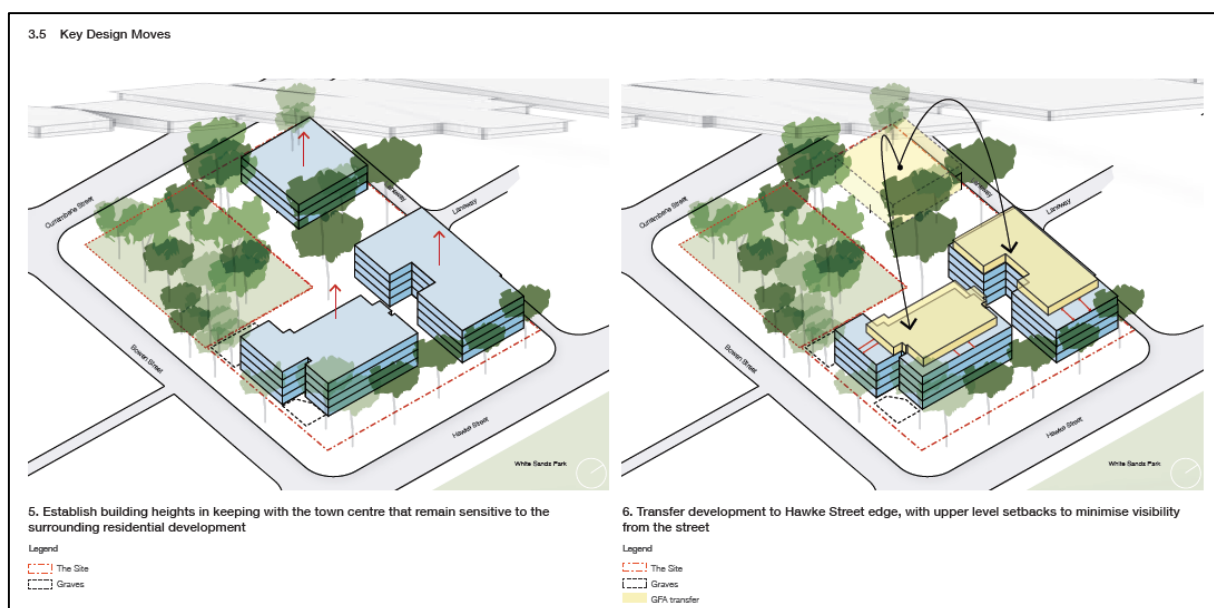 3.5 Key Design Moves
Currambene Street
Laneway
Bowen Street
Hawke Street
White Sands Park
5. Establish building heights in keeping with the town centre that remain sensitive to the
surrounding residential development
Legend
The Site
Graves
Currambene Street
Laneway
Bowen Street
Hawke Street
White Sands Park
6. Transfer development to Hawke Street edge, with upper level setbacks to minimise visibility
from the street
Legend
The Site
Graves
GFA transfer